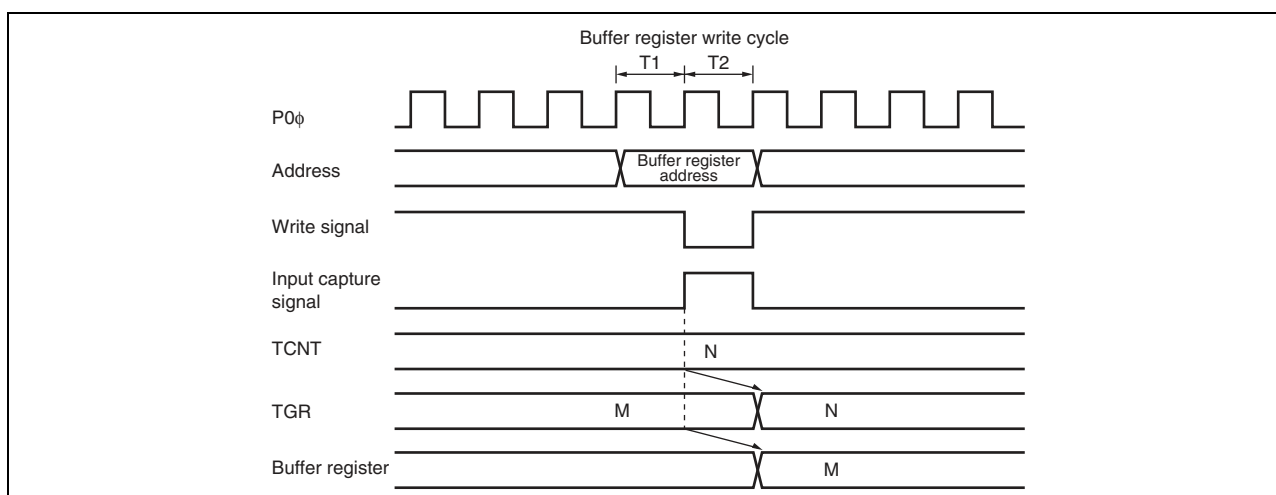 Buffer register write cycle
T1 T2
P0ϕ
Address
Buffer register
address
Write signal
Input capture
signal
TCNT
N
TGR
M N
Buffer register
M